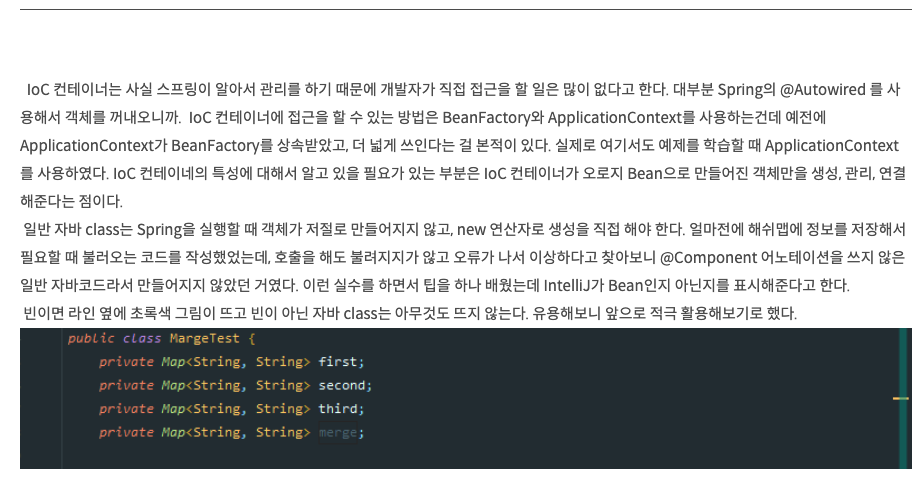 IoC 컨테이너는 사실 스프링이 알아서 관리를 하기 때문에 개발자가 직접 접근을 할 일은 많이 없다고 한다. 대부분 Spring의 @Autowired 를 사
용해서 객체를 꺼내오니까. IoC 컨테이너에 접근을 할 수 있는 방법은 BeanFactory와 ApplicationContext를 사용하는건데 예전에
ApplicationContext가 BeanFactory를 상속받았고, 더 넓게 쓰인다는 걸 본적이 있다. 실제로 여기서도 예제를 학습할 때 ApplicationContext
를 사용하였다. IoC 컨테이네의 특성에 대해서 알고 있을 필요가 있는 부분은 IoC 컨테이너가 오로지 Bean으로 만들어진 객체만을 생성, 관리, 연결
해준다는 점이다.
일반 자바 class는 Spring을 실행할 때 객체가 저절로 만들어지지 않고, new 연산자로 생성을 직접 해야 한다. 얼마전에 해쉬맵에 정보를 저장해서
필요할 때 불러오는 코드를 작성했었는데, 호출을 해도 불려지지가 않고 오류가 나서 이상하다고 찾아보니 @Component 어노테이션을 쓰지 않은
일반 자바코드라서 만들어지지 않았던 거였다. 이런 실수를 하면서 팁을 하나 배웠는데 IntelliJ가 Bean인지 아닌지를 표시해준다고 한다.
빈이면 라인 옆에 초록색 그림이 뜨고 빈이 아닌 자바 class는 아무것도 뜨지 않는다. 유용해보니 앞으로 적극 활용해보기로 했다.
public class MargeTest {
private Map<String, String> first;
private Map<String, String> second;
private Map<String, String> third;
private Map<String, String> merge;